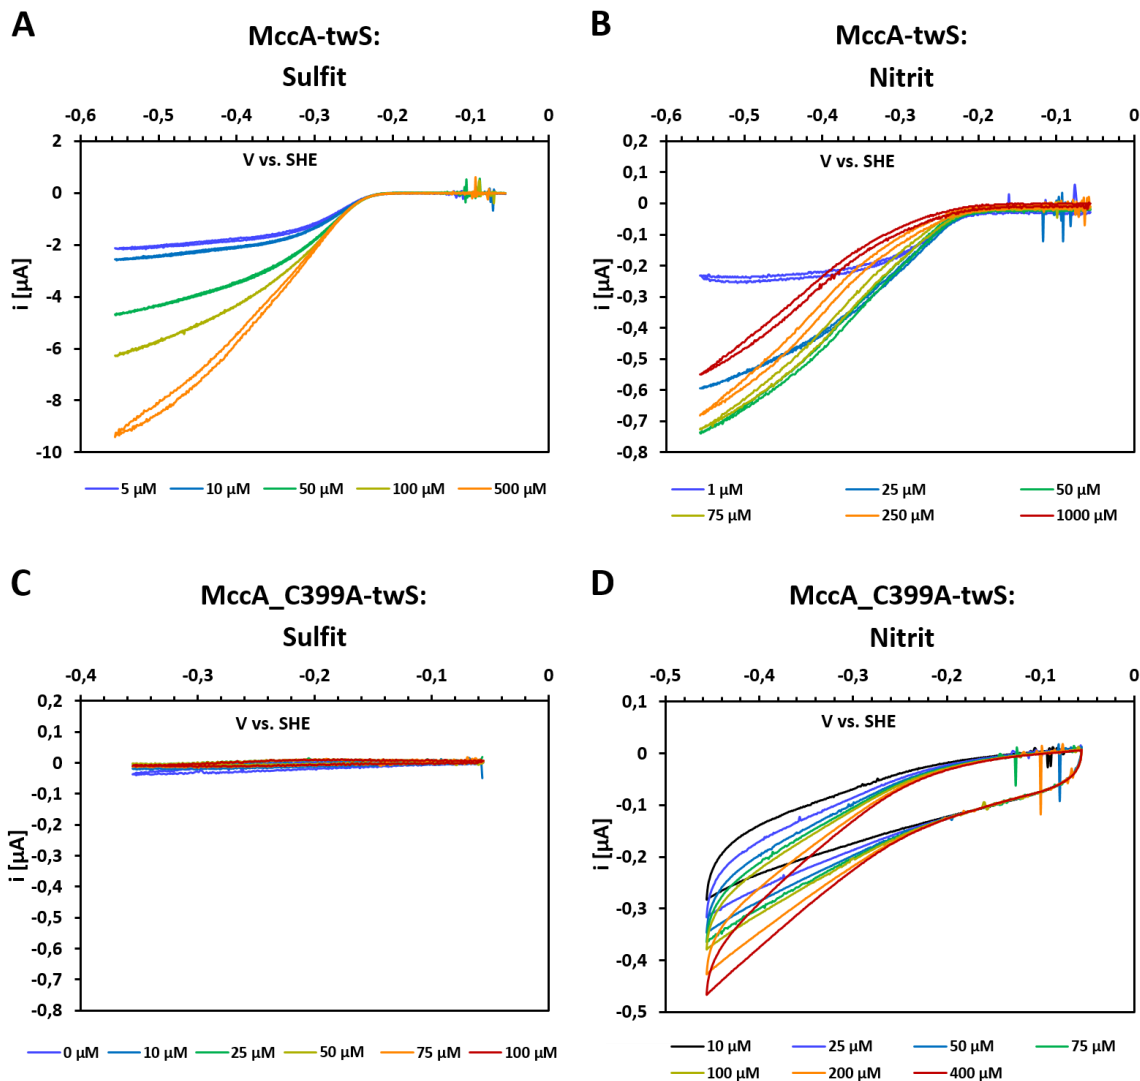 A
MccA-twS:
Sulfit
-0,6 -0,5 -0,4 -0,3 -0,2 -0,1 0
V vs. SHE
2
0
-2
-4
-6
-8
-10
i [µA]
5 µM 10 µM 50 µM 100 µM 500 µM
B
MccA-twS:
Nitrit
-0,6 -0,5 -0,4 -0,3 -0,2 -0,1 0
V vs. SHE
0,2
0,1
0
-0,1
-0,2
-0,3
-0,4
-0,5
-0,6
-0,7
-0,8
i [µA]
1 µM 25 µM 50 µM
75 µM 250 µM 1000 µM
C
MccA_C399A-twS:
Sulfit
-0,4 -0,3 -0,2 -0,1 0
V vs. SHE
0,2
0,1
0
-0,1
-0,2
-0,3
-0,4
-0,5
-0,6
-0,7
-0,8
i [µA]
0 µM 10 µM 25 µM 50 µM 75 µM 100 µM
D
MccA_C399A-twS:
Nitrit
-0,5 -0,4 -0,3 -0,2 -0,1 0
V vs. SHE
0,1
0
-0,1
-0,2
-0,3
-0,4
-0,5
i [µA]
10 µM 25 µM 50 µM 75 µM
100 µM 200 µM 400 µM